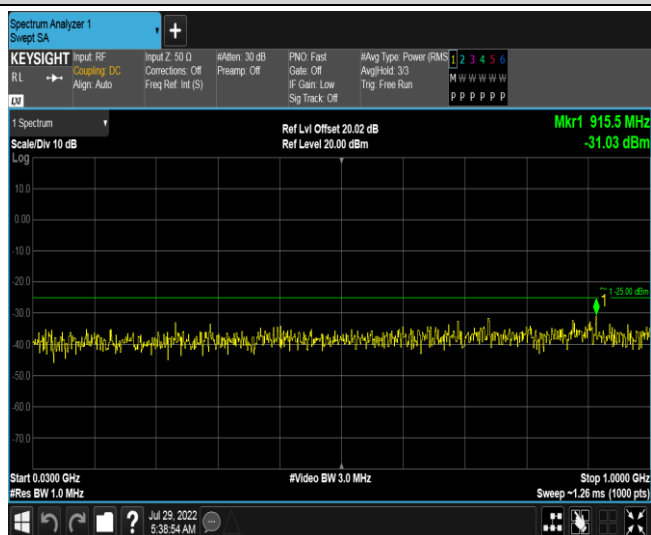 Spectrum Analyzer 1
Swept SA
+
KEYSIGHT
R L
LXI
Input: RF
Coupling: DC
Align: Auto
Input Z: 50 Ω
Corrections: Off
Freq Ref: Int (S)
#Atten: 30 dB
Preamp: Off
PNO: Fast
Gate: Off
IF Gain: Low
Sig Track: Off
#Avg Type: Power (RMS
Avg|Hold: 3/3
Trig: Free Run
1 2 3 4 5 6
M W W W W W
P P P P P P
1 Spectrum
Scale/Div 10 dB
Log
Ref Lvl Offset 20.02 dB
Ref Level 20.00 dBm
Mkr1 915.5 MHz
-31.03 dBm
10.0
0.00
-10.0
-20.0
-30.0
-40.0
-50.0
-60.0
-70.0
1 -25.00 dBm
1
Start 0.0300 GHz
#Res BW 1.0 MHz
#Video BW 3.0 MHz
Stop 1.0000 GHz
Sweep ~1.26 ms (1000 pts)
?
Jul 29, 2022
5:38:54 AM